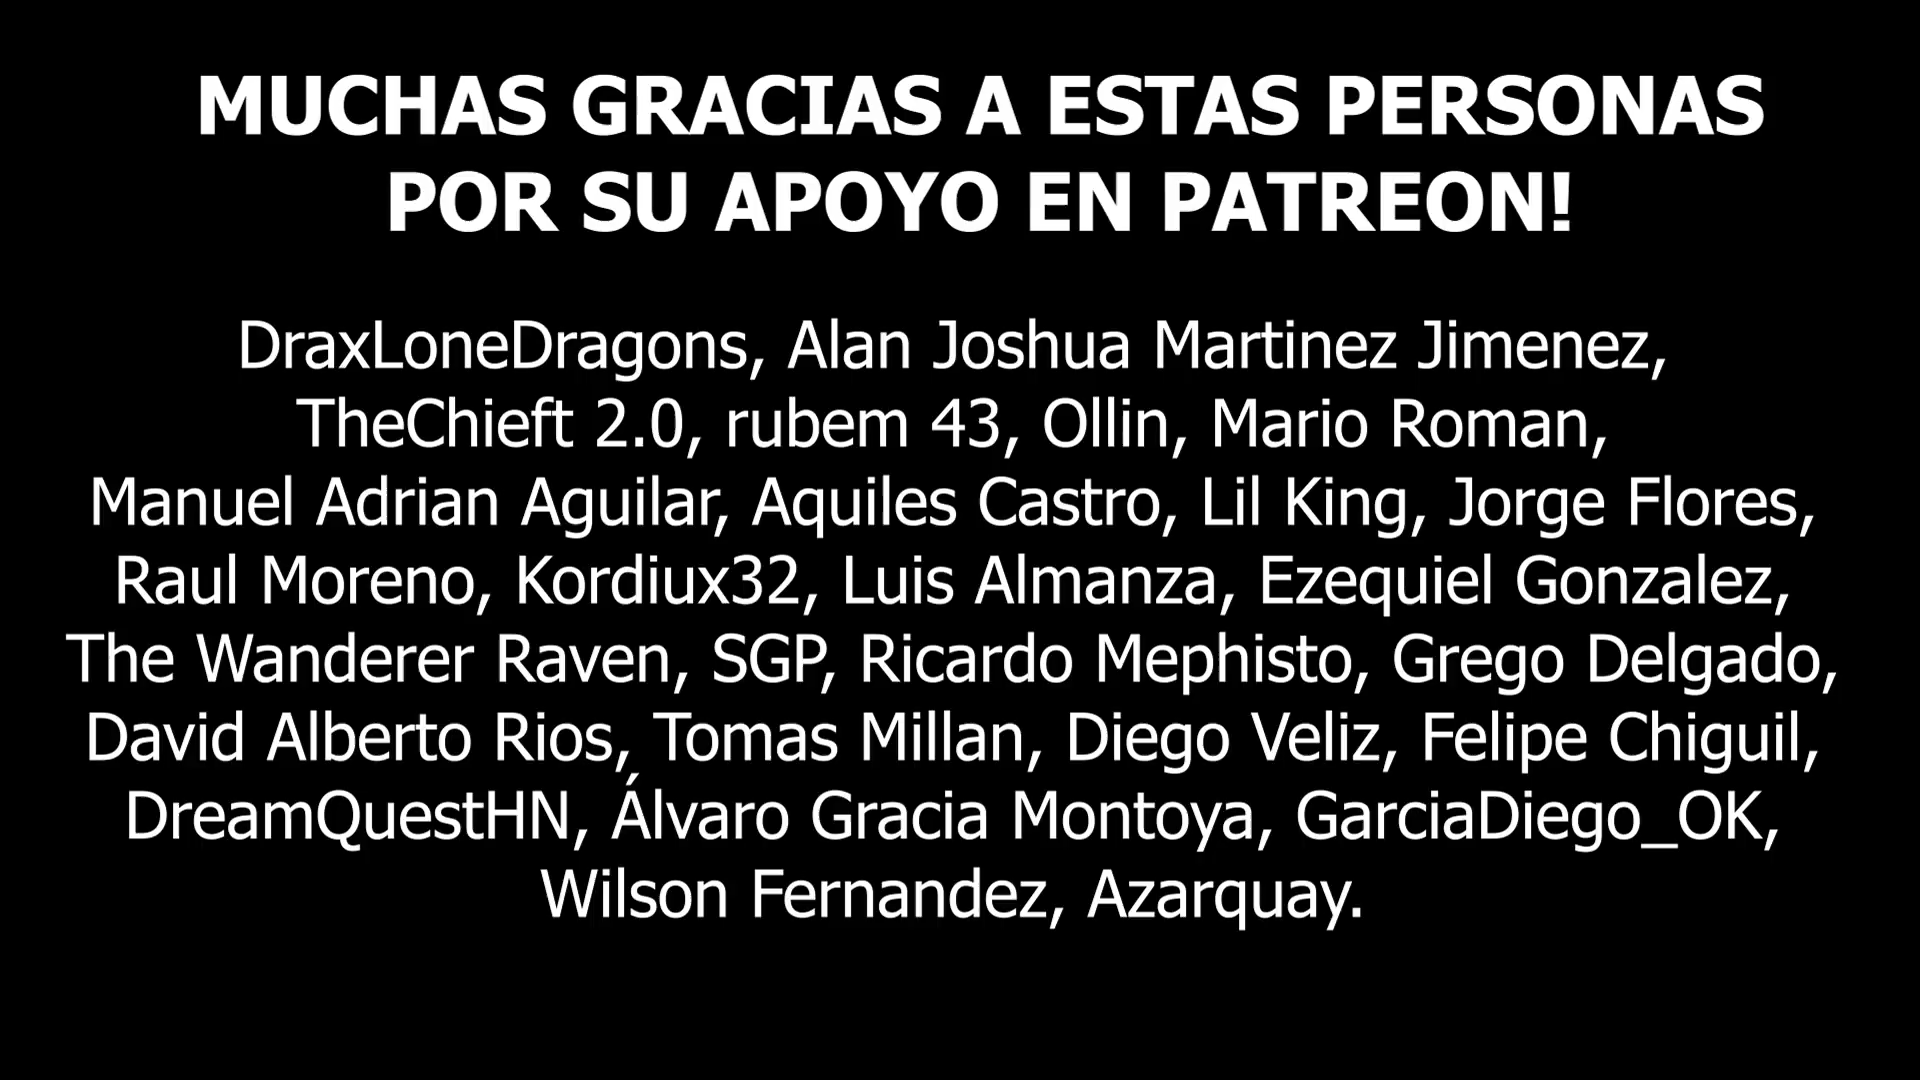 MUCHAS GRACIAS A ESTAS PERSONAS
POR SU APOYO EN PATREON!
DraxLoneDragons, Alan Joshua Martinez Jimenez,
TheChieft 2.0, rubem 43, Ollin, Mario Roman,
Manuel Adrian Aguilar, Aquiles Castro, Lil King, Jorge Flores,
Raul Moreno, Kordiux32, Luis Almanza, Ezequiel Gonzalez,
The Wanderer Raven, SGP, Ricardo Mephisto, Grego Delgado,
David Alberto Rios, Tomas Millan, Diego Veliz, Felipe Chiguil,
DreamQuestHN, Álvaro Gracia Montoya, GarciaDiego_OK,
Wilson Fernandez, Azarquay.